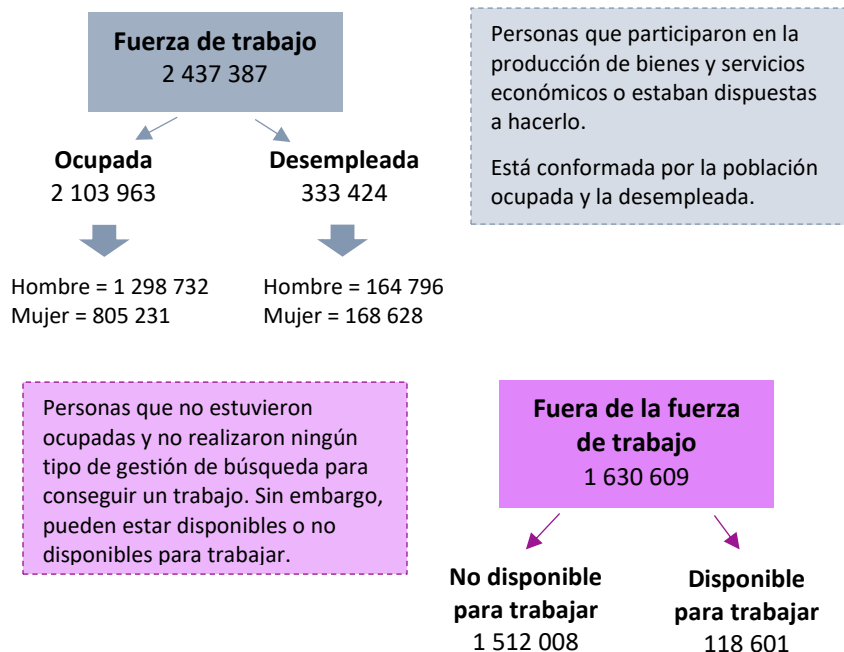 Fuerza de trabajo
2 437 387
Personas que participaron en la
producción de bienes y servicios
económicos o estaban dispuestas
a hacerlo.
Está conformada por la población
ocupada y la desempleada.
Ocupada
2 103 963
Desempleada
333 424
Hombre = 1 298 732
Mujer = 805 231
Hombre = 164 796
Mujer = 168 628
Personas que no estuvieron
ocupadas y no realizaron ningún
tipo de gestión de búsqueda para
conseguir un trabajo. Sin embargo,
pueden estar disponibles o no
disponibles para trabajar.
Fuera de la fuerza
de trabajo
1 630 609
No disponible
para trabajar
1 512 008
Disponible
para trabajar
118 601